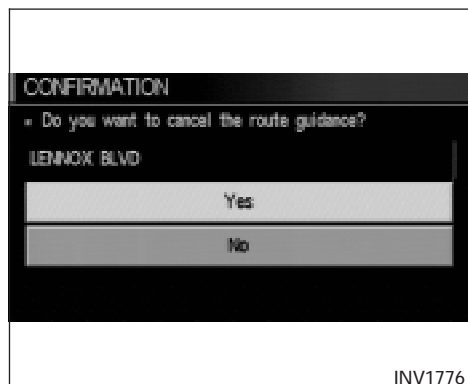 CONFIRMATION
Do you want to cancel the route guidance?
LENNOX BLVD
Yes
No
INV1776